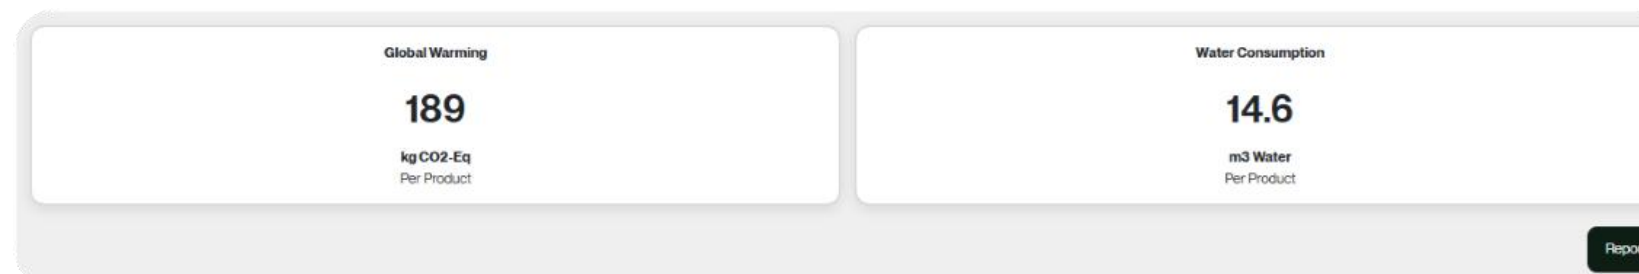 Global Warming
189
kg CO2-Eq
Per Product
Water Consumption
14.6
m3 Water
Per Product